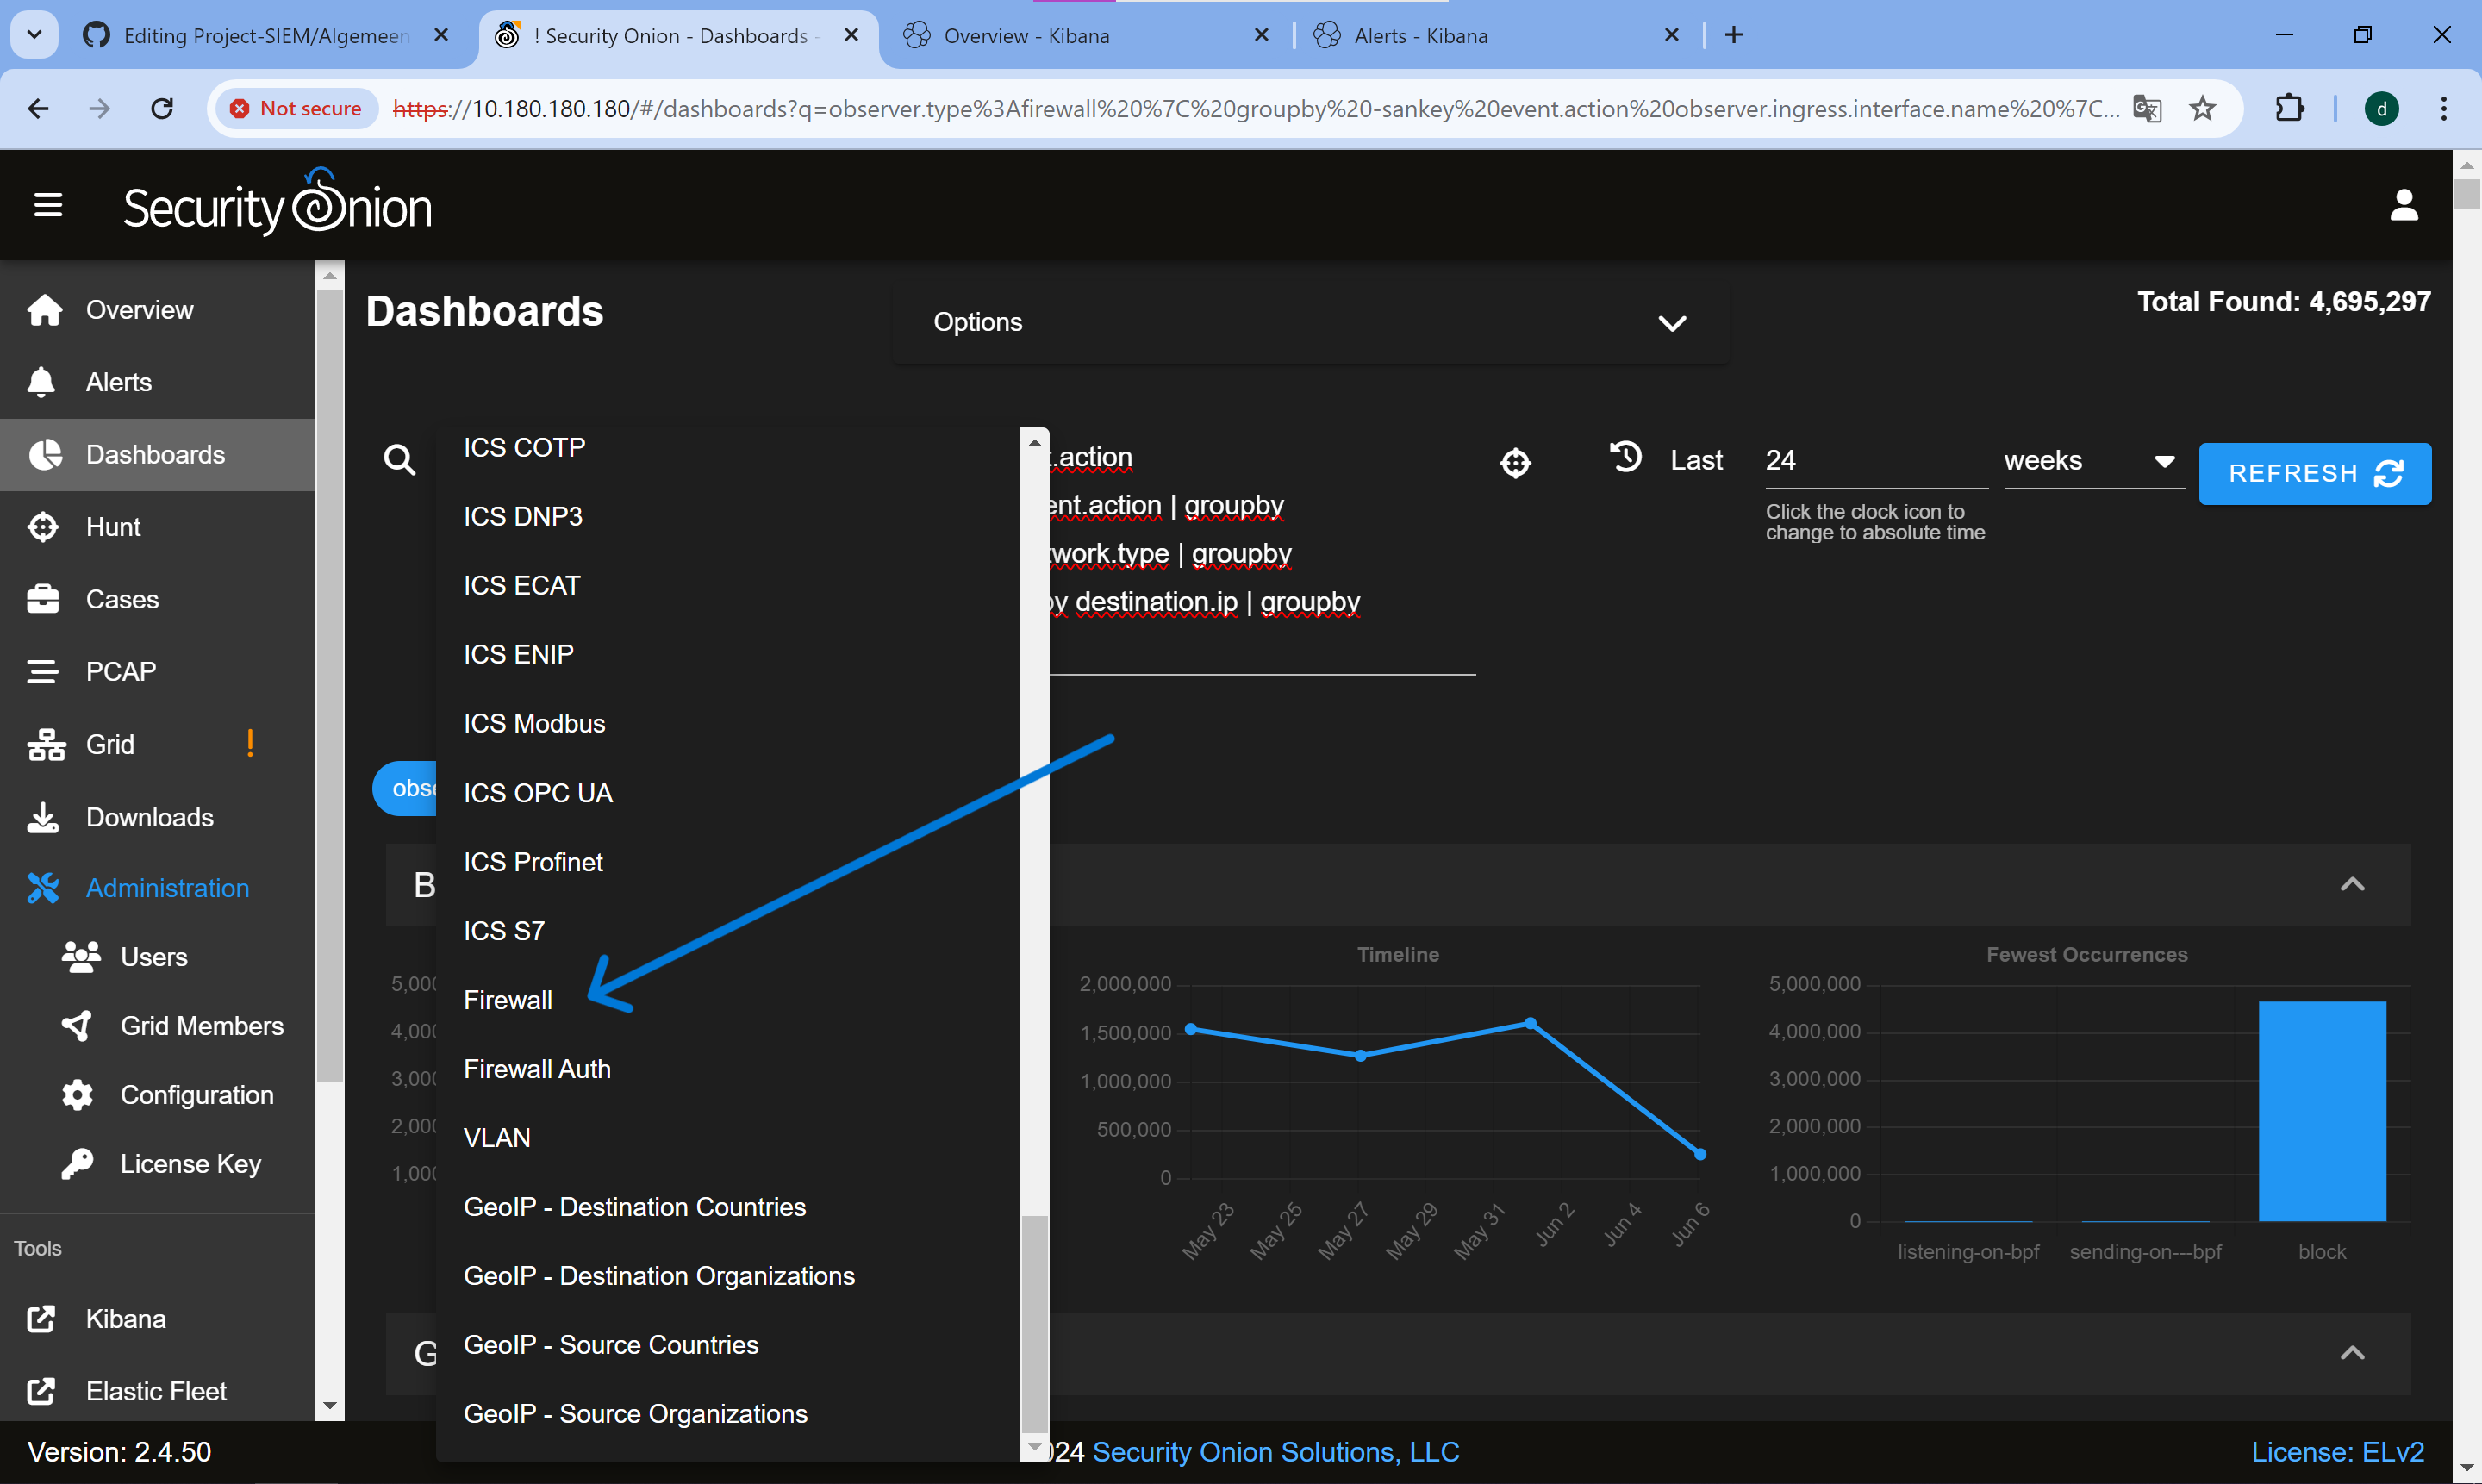 Editing Project-SIEM/Algemeen
! Security Onion - Dashboards -
Overview - Kibana
Alerts - Kibana
Not secure
https://10.180.180.180/#/dashboards?q=observer.type%3Afirewall%20%7C%20groupby%20-sankey%20event.action%20observer.ingress.interface.name%20%7C...
d
Security Onion
Overview
Alerts
Dashboards
Hunt
Cases
PCAP
Grid !
Downloads
Administration
Users
Grid Members
Configuration
License Key
Tools
Kibana
Elastic Fleet
Version: 2.4.50
Dashboards
Options
Total Found: 4,695,297
ICS COTP
ICS DNP3
ICS ECAT
ICS ENIP
ICS Modbus
ICS OPC UA
ICS Profinet
ICS S7
Firewall
Firewall Auth
VLAN
GeoIP - Destination Countries
GeoIP - Destination Organizations
GeoIP - Source Countries
GeoIP - Source Organizations
.action
ent.action | groupby
work.type | groupby
by destination.ip | groupby
Last 24 weeks
Click the clock icon to
change to absolute time
REFRESH
obse
B
5,000
4,000
3,000
2,000
1,000
Timeline
2,000,000
1,500,000
1,000,000
500,000
0
May 23
May 25
May 27
May 29
May 31
Jun 2
Jun 4
Jun 6
Fewest Occurrences
5,000,000
4,000,000
3,000,000
2,000,000
1,000,000
0
listening-on-bpf
sending-on---bpf
block
G
024 Security Onion Solutions, LLC
License: ELv2